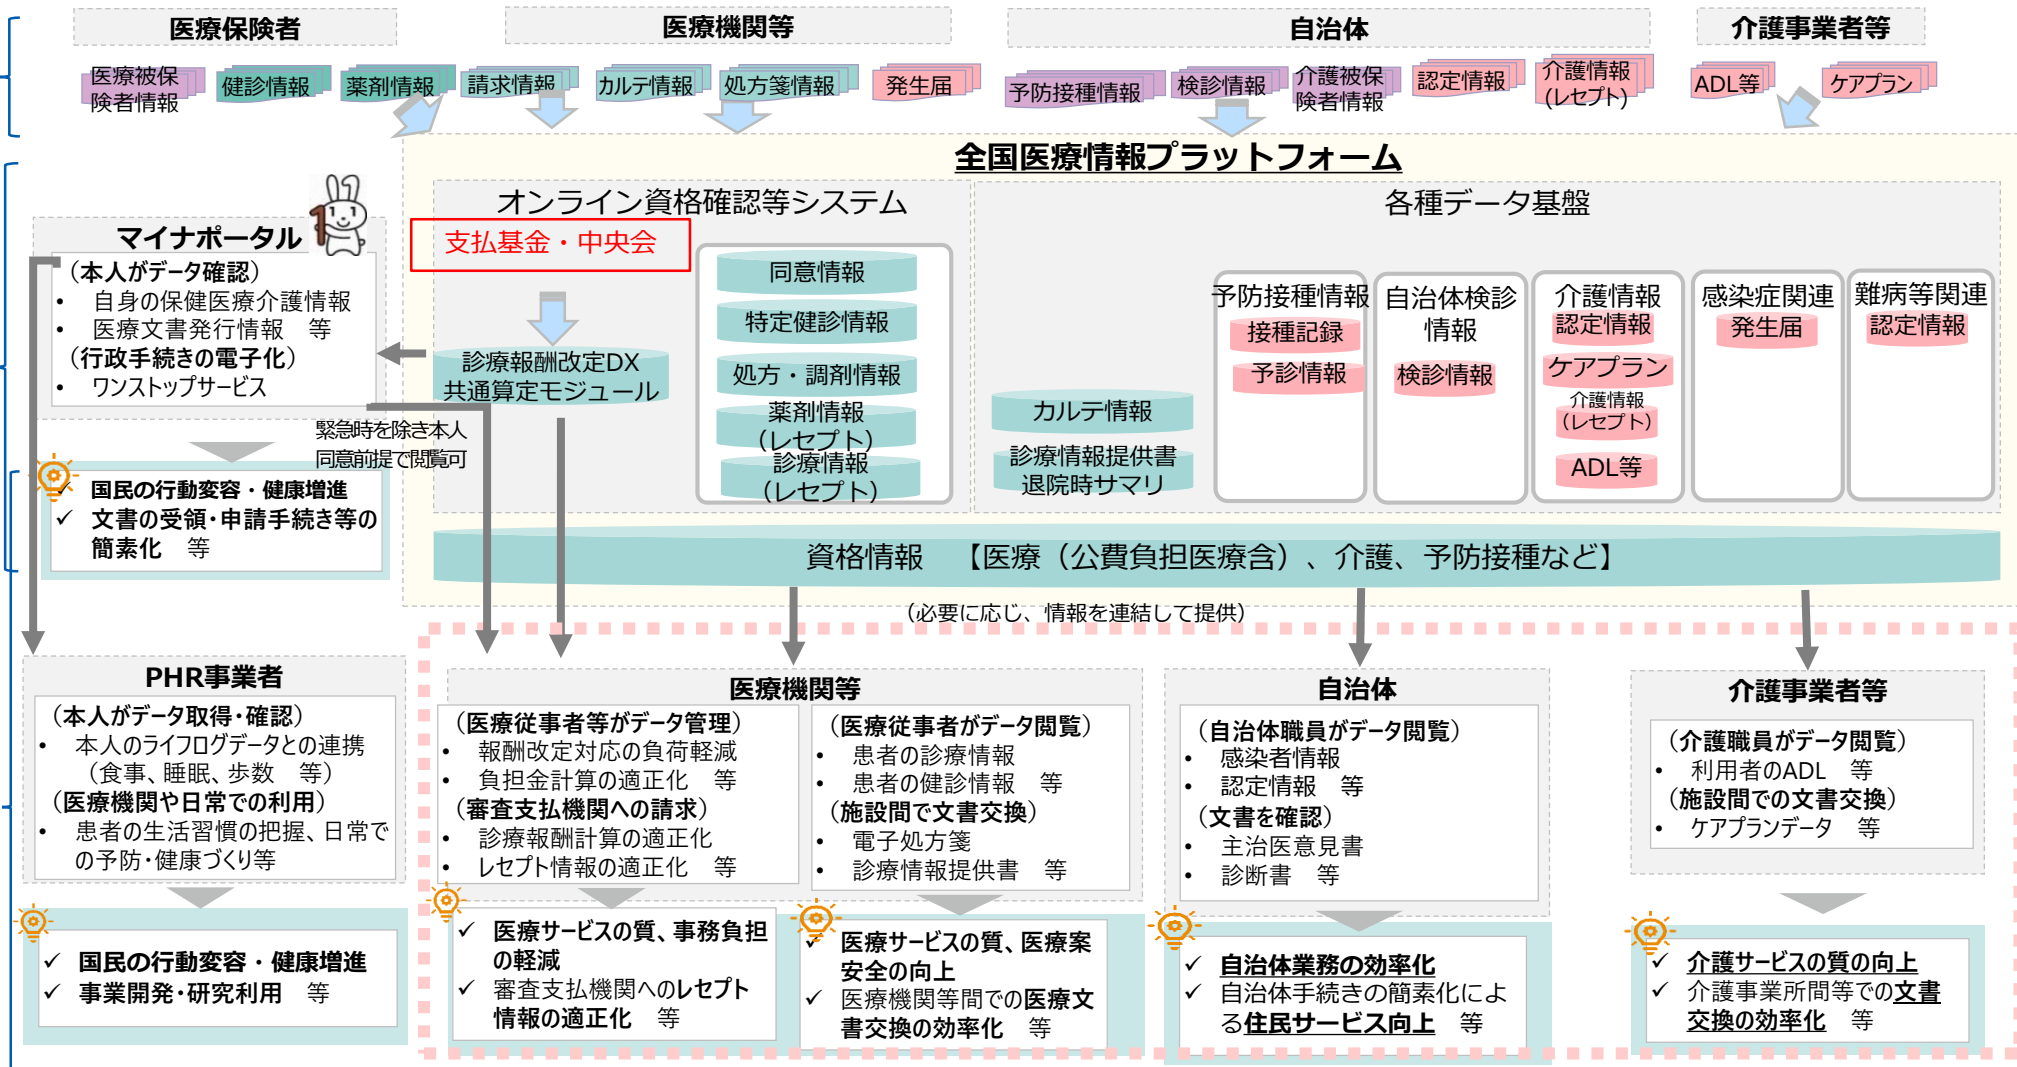 医療保険者
医療機関等
自治体
介護事業者等
医療被保
険者情報
健診情報
薬剤情報
請求情報
カルテ情報
処方箋情報
発生届
予防接種情報
検診情報
介護被保
険者情報
認定情報
介護情報
(レセプト)
ADL等
ケアプラン
全国医療情報プラットフォーム
オンライン資格確認等システム
支払基金・中央会
診療報酬改定DX
共通算定モジュール
同意情報
特定健診情報
処方・調剤情報
薬剤情報
(レセプト)
診療情報
(レセプト)
各種データ基盤
カルテ情報
診療情報提供書
退院時サマリ
予防接種情報
接種記録
予診情報
自治体検診
情報
検診情報
介護情報
認定情報
ケアプラン
介護情報
(レセプト)
ADL等
感染症関連
発生届
難病等関連
認定情報
資格情報 【医療（公費負担医療含）、介護、予防接種など】
（必要に応じ、情報を連結して提供）
マイナポータル
1
（本人がデータ確認）
• 自身の保健医療介護情報
• 医療文書発行情報 等
（行政手続きの電子化）
• ワンストップサービス
緊急時を除き本人
同意前提で閲覧可
✓ 国民の行動変容・健康増進
✓ 文書の受領・申請手続き等の
簡素化 等
PHR事業者
（本人がデータ取得・確認）
• 本人のライフログデータとの連携
（食事、睡眠、歩数 等）
（医療機関や日常での利用）
• 患者の生活習慣の把握、日常で
の予防・健康づくり等
✓ 国民の行動変容・健康増進
✓ 事業開発・研究利用 等
医療機関等
（医療従事者等がデータ管理）
• 報酬改定対応の負荷軽減
• 負担金計算の適正化 等
（審査支払機関への請求）
• 診療報酬計算の適正化
• レセプト情報の適正化 等
✓ 医療サービスの質、事務負担
の軽減
✓ 審査支払機関へのレセプト
情報の適正化 等
（医療従事者がデータ閲覧）
• 患者の診療情報
• 患者の健診情報 等
（施設間で文書交換）
• 電子処方箋
• 診療情報提供書 等
✓ 医療サービスの質、医療案
安全の向上
✓ 医療機関等間での医療文
書交換の効率化 等
自治体
（自治体職員がデータ閲覧）
• 感染者情報
• 認定情報 等
（文書を確認）
• 主治医意見書
• 診断書 等
✓ 自治体業務の効率化
✓ 自治体手続きの簡素化によ
る住民サービス向上 等
介護事業者等
（介護職員がデータ閲覧）
• 利用者のADL 等
（施設間での文書交換）
• ケアプランデータ 等
✓ 介護サービスの質の向上
✓ 介護事業所間等での文書
交換の効率化 等